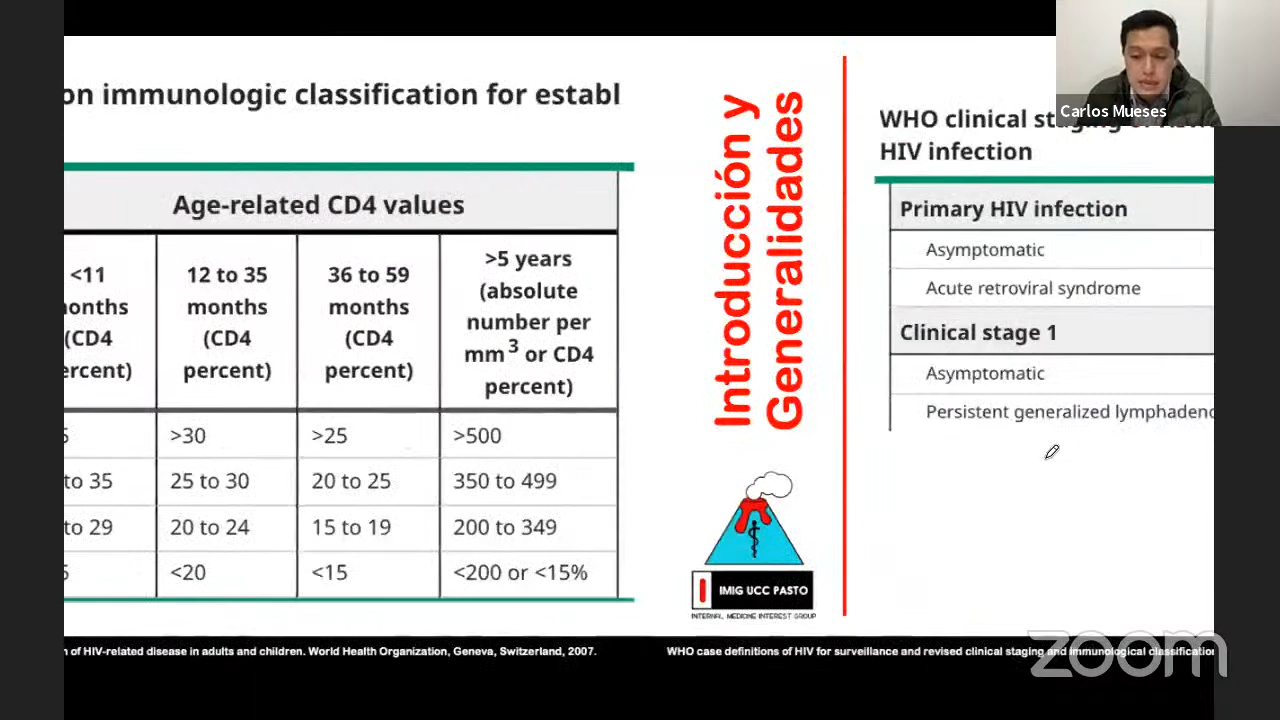 on immunologic classification for establ
Age-related CD4 values
<11
months
(CD4
percent)
12 to 35
months
(CD4
percent)
36 to 59
months
(CD4
percent)
>5 years
(absolute
number per
mm3 or CD4
percent)
>30
>25
>500
to 35
25 to 30
20 to 25
350 to 499
to 29
20 to 24
15 to 19
200 to 349
<20
<15
<200 or <15%
n of HIV-related disease in adults and children. World Health Organization, Geneva, Switzerland, 2007.
Introducción y
Generalidades
IMIG UCC PASTO
INTERNAL MEDICINE INTEREST GROUP
Carlos Mueses
WHO clinical staging of
HIV infection
Primary HIV infection
Asymptomatic
Acute retroviral syndrome
Clinical stage 1
Asymptomatic
Persistent generalized lymphadeno
WHO case definitions of HIV for surveillance and revised clinical staging and immunological classification
zoom